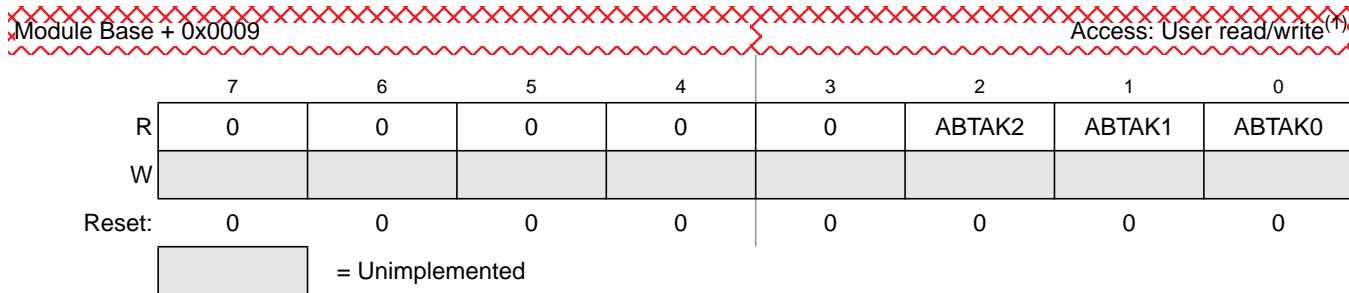 Module Base + 0x0009 Access: User read/write(1)
7 6 5 4 3 2 1 0
R 0 0 0 0 0 ABTAK2 ABTAK1 ABTAK0
W
Reset: 0 0 0 0 0 0 0 0
= Unimplemented